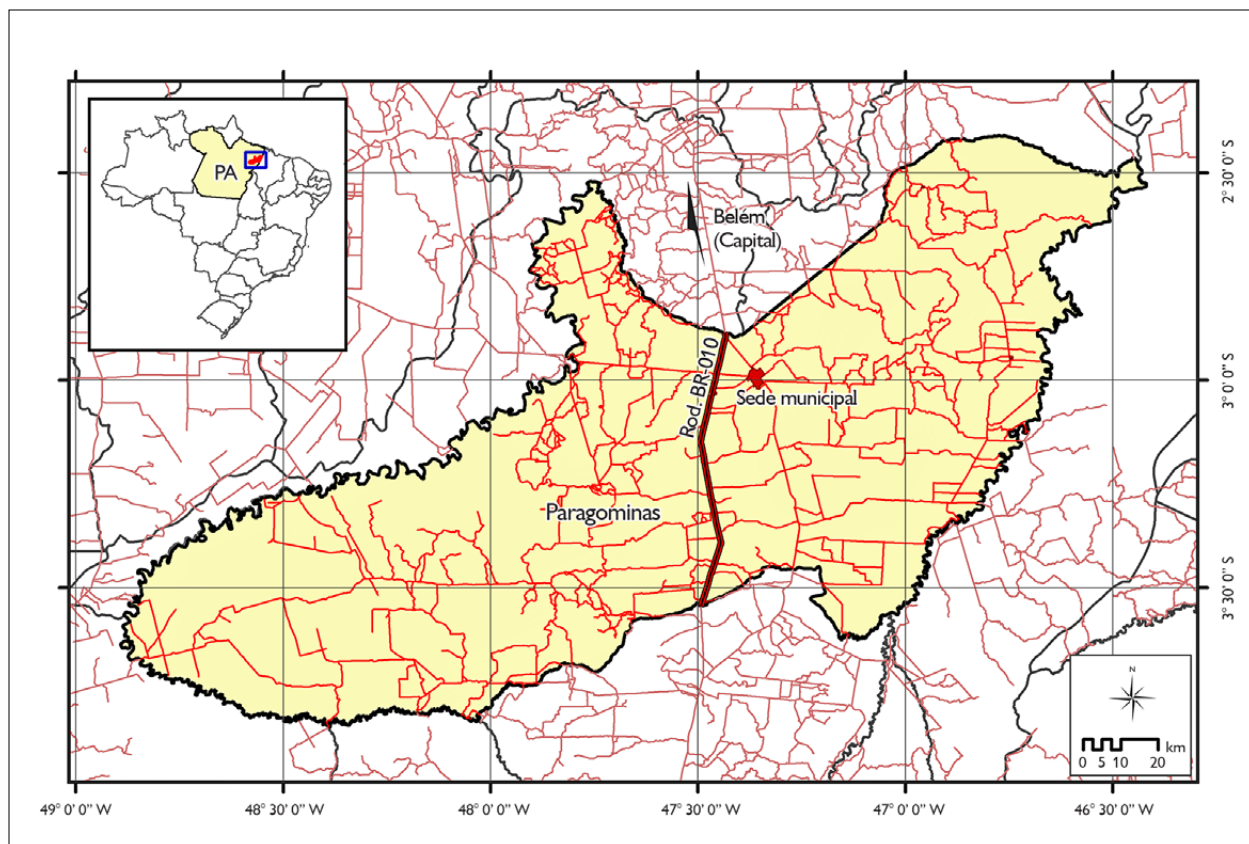 PA
Belém
(Capital)
Rod. BR-010
Sede municipal
Paragominas
2° 30' 0" S
3° 0' 0" S
3° 30' 0" S
N
0 5 10 20 km
49° 0' 0" W
48° 30' 0" W
48° 0' 0" W
47° 30' 0" W
47° 0' 0" W
46° 30' 0" W